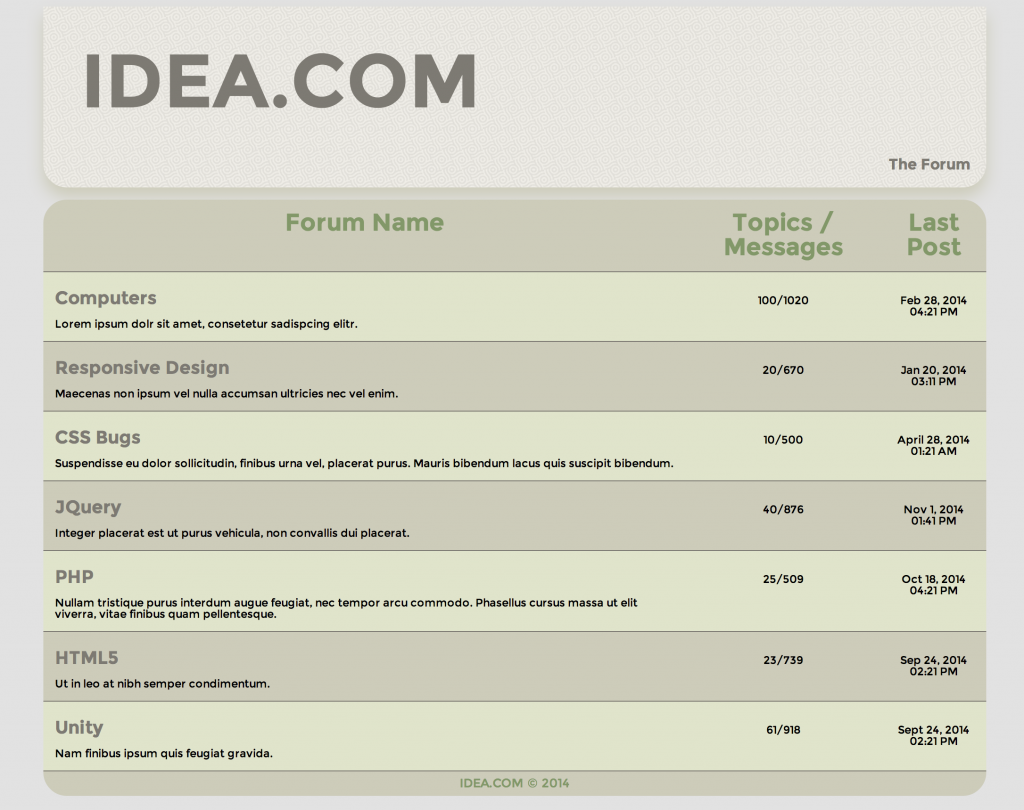 IDEA.COM
The Forum
Forum Name
Topics /
Messages
Last
Post
Computers
Lorem ipsum dolr sit amet, consetetur sadispcing elitr.
100/1020
Feb 28, 2014
04:21 PM
Responsive Design
Maecenas non ipsum vel nulla accumsan ultricies nec vel enim.
20/670
Jan 20, 2014
03:11 PM
CSS Bugs
Suspendisse eu dolor sollicitudin, finibus urna vel, placerat purus. Mauris bibendum lacus quis suscipit bibendum.
10/500
April 28, 2014
01:21 AM
JQuery
Integer placerat est ut purus vehicula, non convallis dui placerat.
40/876
Nov 1, 2014
01:41 PM
PHP
Nullam tristique purus interdum augue feugiat, nec tempor arcu commodo. Phasellus cursus massa ut elit
viverra, vitae finibus quam pellentesque.
25/509
Oct 18, 2014
04:21 PM
HTML5
Ut in leo at nibh semper condimentum.
23/739
Sep 24, 2014
02:21 PM
Unity
Nam finibus ipsum quis feugiat gravida.
61/918
Sept 24, 2014
02:21 PM
IDEA.COM © 2014